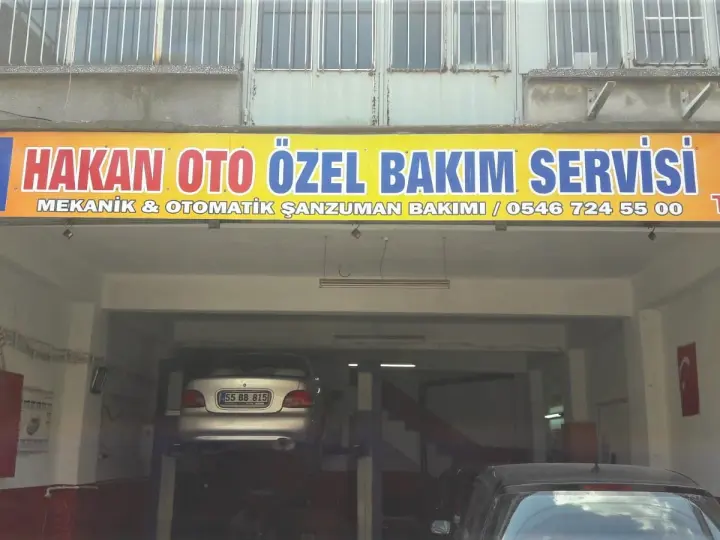 HAKAN OTO ÖZEL BAKIM SERVİSİ
MEKANİK & OTOMATİK ŞANZUMAN BAKIMI / 0546 724 55 00
55 BB 815